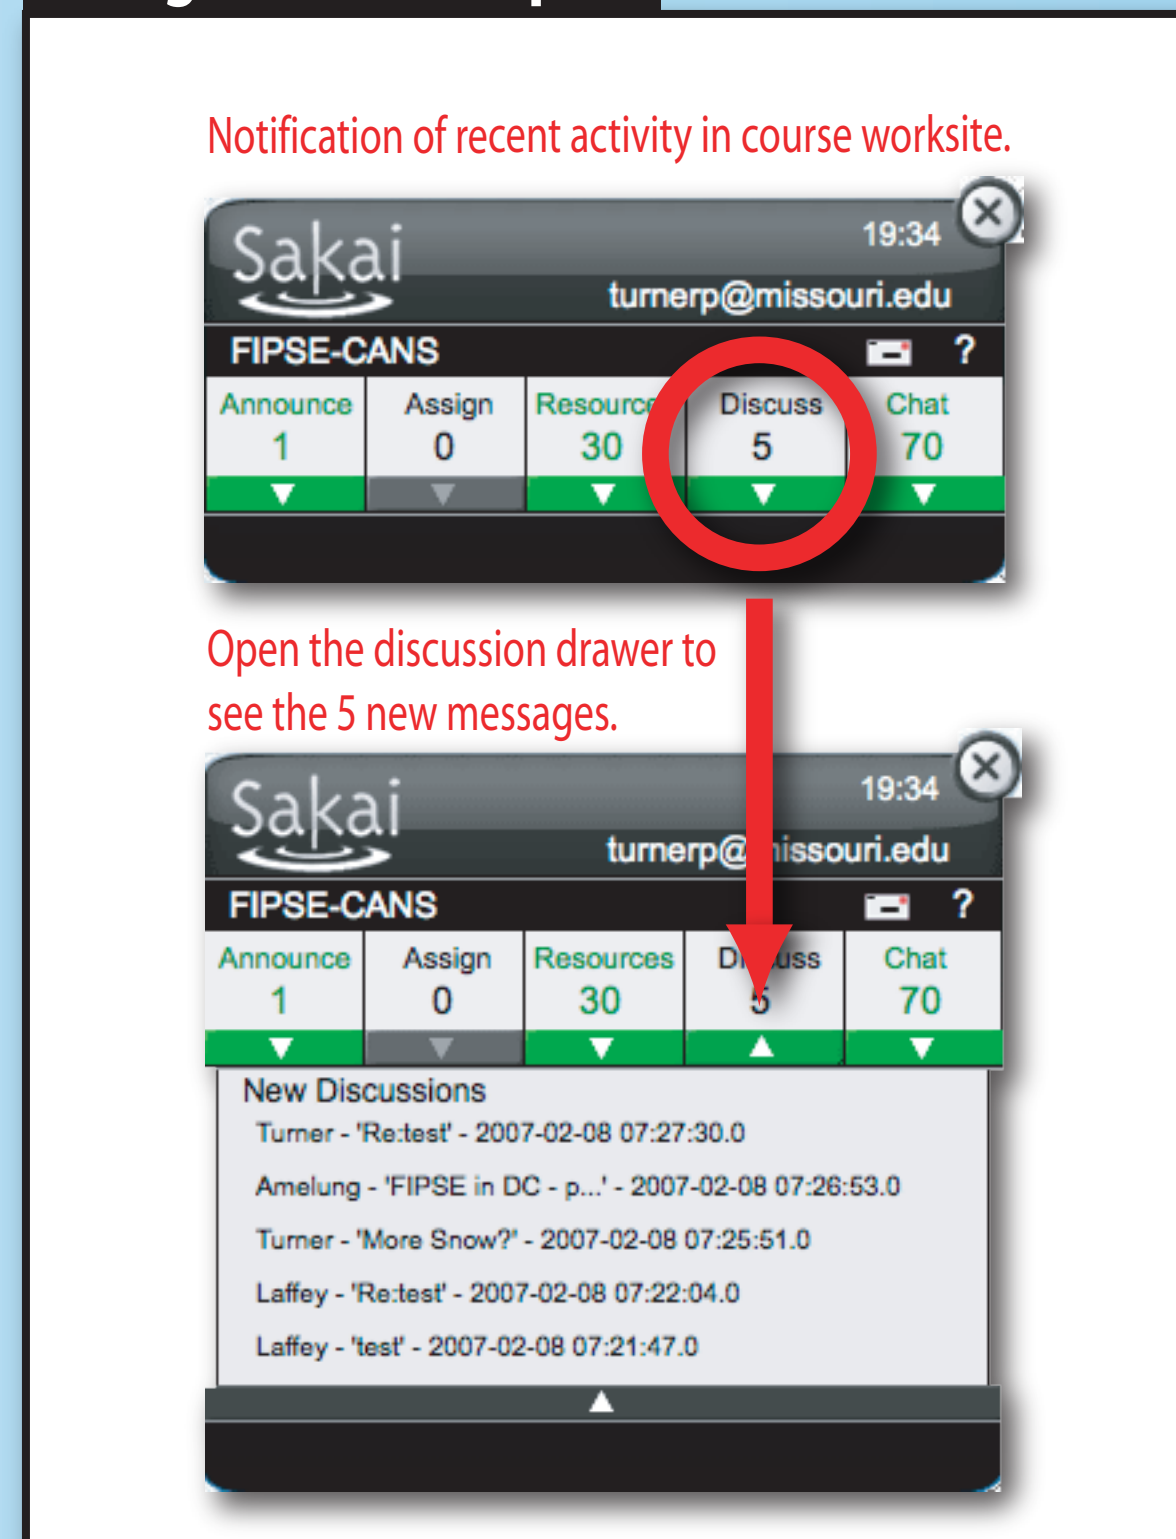 Notification of recent activity in course worksite.
Sakai
19:34
turnerp@missouri.edu
FIPSE-CANS
?
Announce Assign Resources Discuss Chat
1 0 30 5 70
Open the discussion drawer to
see the 5 new messages.
Sakai
19:34
turnerp@missouri.edu
FIPSE-CANS
?
Announce Assign Resources Discuss Chat
1 0 30 5 70
New Discussions
Turner - 'Re:test' - 2007-02-08 07:27:30.0
Amelung - 'FIPSE in DC - p...' - 2007-02-08 07:26:53.0
Turner - 'More Snow?' - 2007-02-08 07:25:51.0
Laffey - 'Re:test' - 2007-02-08 07:22:04.0
Laffey - 'test' - 2007-02-08 07:21:47.0